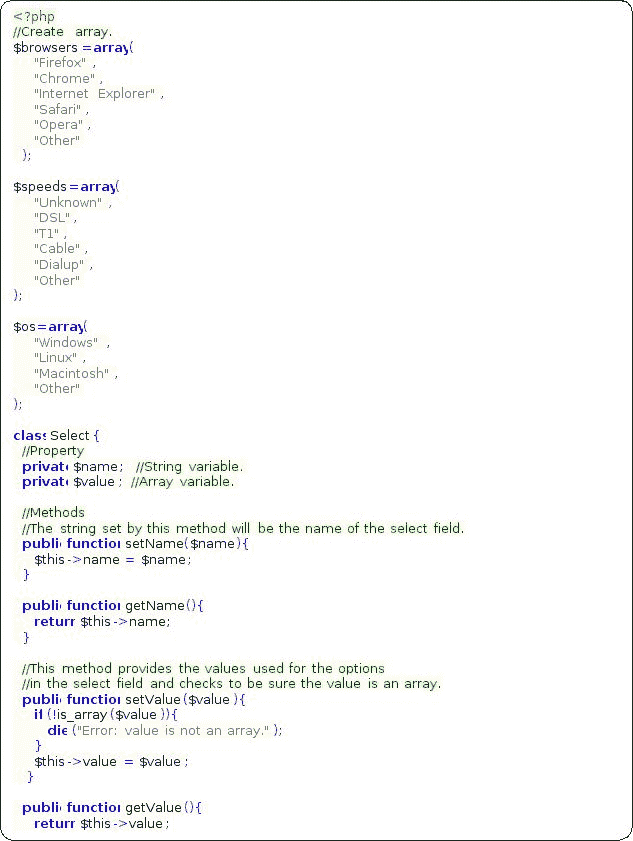 <?php
//Create array.
$browsers = array(
"Firefox",
"Chrome",
"Internet Explorer",
"Safari",
"Opera",
"Other"
);
$speeds = array(
"Unknown",
"DSL",
"T1",
"Cable",
"Dialup",
"Other"
);
$os = array(
"Windows",
"Linux",
"Macintosh",
"Other"
);
class Select {
//Property
private $name; //String variable.
private $value; //Array variable.
//Methods
//The string set by this method will be the name of the select field.
public function setName($name){
$this->name = $name;
}
public function getName(){
return $this->name;
}
//This method provides the values used for the options
//in the select field and checks to be sure the value is an array.
public function setValue($value){
if (!is_array($value)){
die ("Error: value is not an array.");
}
$this->value = $value;
}
public function getValue(){
return $this->value;